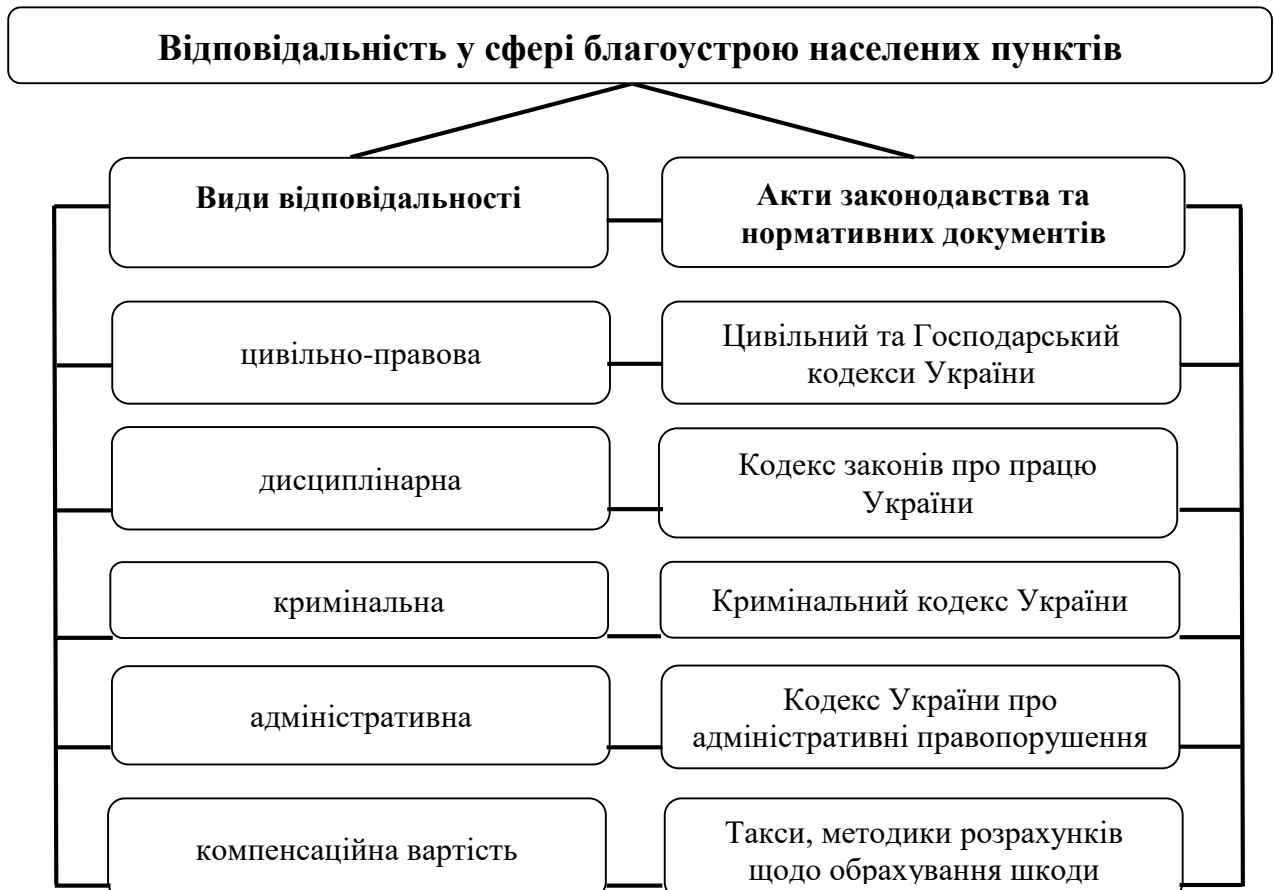 Відповідальність у сфері благоустрою населених пунктів
Види відповідальності
Акти законодавства та
нормативних документів
цивільно-правова
Цивільний та Господарський
кодекси України
дисциплінарна
Кодекс законів про працю
України
кримінальна
Кримінальний кодекс України
адміністративна
Кодекс України про
адміністративні правопорушення
компенсаційна вартість
Такси, методики розрахунків
щодо обрахування шкоди